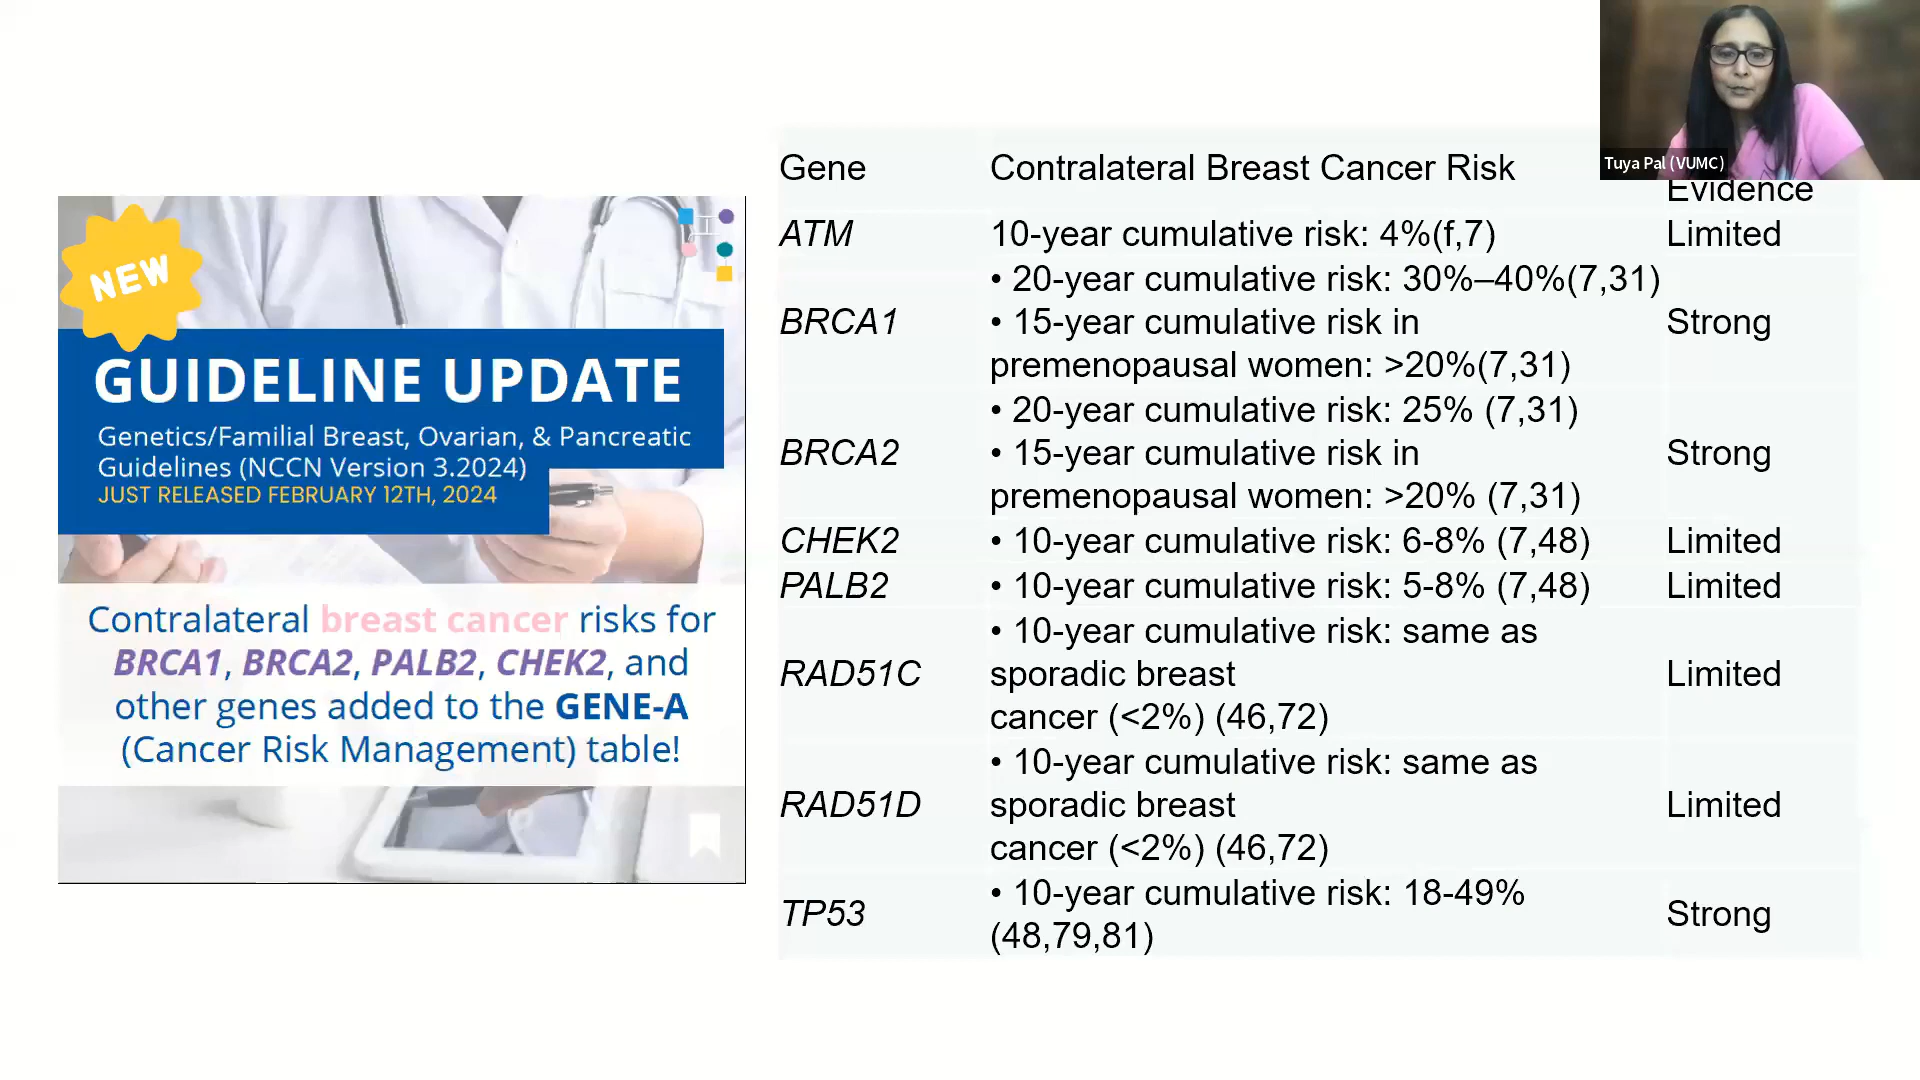 NEW
GUIDELINE UPDATE
Genetics/Familial Breast, Ovarian, & Pancreatic
Guidelines (NCCN Version 3.2024)
JUST RELEASED FEBRUARY 12TH, 2024
Contralateral breast cancer risks for
BRCA1, BRCA2, PALB2, CHEK2, and
other genes added to the GENE-A
(Cancer Risk Management) table!
Gene Contralateral Breast Cancer Risk
Evidence
ATM 10-year cumulative risk: 4%(f,7) Limited
• 20-year cumulative risk: 30%–40%(7,31)
BRCA1 • 15-year cumulative risk in Strong
premenopausal women: >20%(7,31)
• 20-year cumulative risk: 25% (7,31)
BRCA2 • 15-year cumulative risk in Strong
premenopausal women: >20% (7,31)
CHEK2 • 10-year cumulative risk: 6-8% (7,48) Limited
PALB2 • 10-year cumulative risk: 5-8% (7,48) Limited
• 10-year cumulative risk: same as
RAD51C sporadic breast Limited
cancer (<2%) (46,72)
• 10-year cumulative risk: same as
RAD51D sporadic breast Limited
cancer (<2%) (46,72)
• 10-year cumulative risk: 18-49%
TP53 Strong
(48,79,81)
Tuya Pal (VUMC)